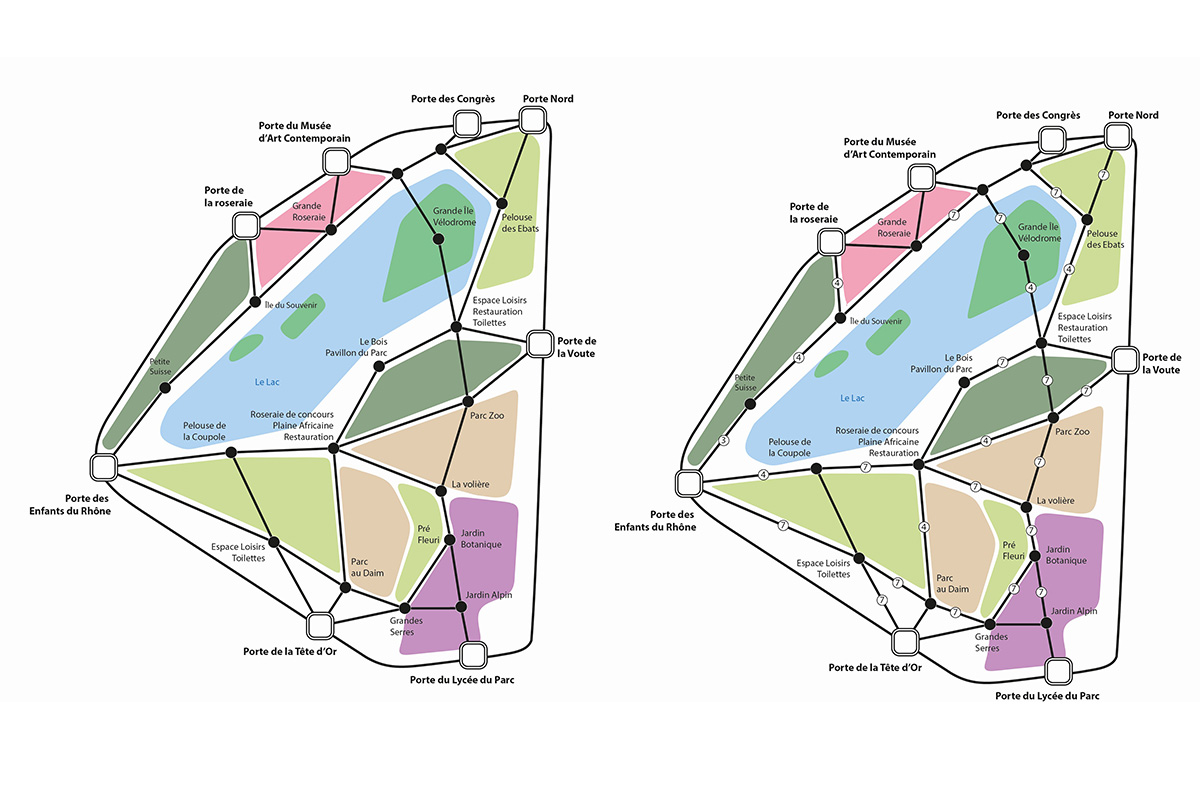 Porte des Congrès
Porte Nord
Porte du Musée
d'Art Contemporain
Porte de
la roseraie
Grande
Roseraie
Grande Île
Vélodrome
Pelouse
des Ebats
Île du Souvenir
Espace Loisirs
Restauration
Toilettes
Le Bois
Pavillon du Parc
Porte de
la Voute
Petite
Suisse
Le Lac
Roseraie de concours
Plaine Africaine
Restauration
Parc Zoo
Pelouse de
la Coupole
Porte des
Enfants du Rhône
La volière
Pré
Fleuri
Jardin
Botanique
Espace Loisirs
Toilettes
Parc
au Daim
Jardin Alpin
Grandes
Serres
Porte de la Tête d'Or
Porte du Lycée du Parc
Porte des Congrès
Porte Nord
Porte du Musée
d'Art Contemporain
7
7
Porte de
la roseraie
Grande
Roseraie
7
7
Grande Île
Vélodrome
Pelouse
des Ebats
4
4
4
Île du Souvenir
Espace Loisirs
Restauration
Toilettes
4
Le Bois
Pavillon du Parc
7
Porte de
la Voute
Petite
Suisse
7
7
Le Lac
Roseraie de concours
Plaine Africaine
Restauration
Parc Zoo
3
4
Pelouse de
la Coupole
7
4
7
7
Porte des
Enfants du Rhône
La volière
7
4
7
Pré
Fleuri
Jardin
Botanique
Espace Loisirs
Toilettes
7
Parc
au Daim
7
7
7
7
Jardin Alpin
Grandes
Serres
Porte de la Tête d'Or
Porte du Lycée du Parc